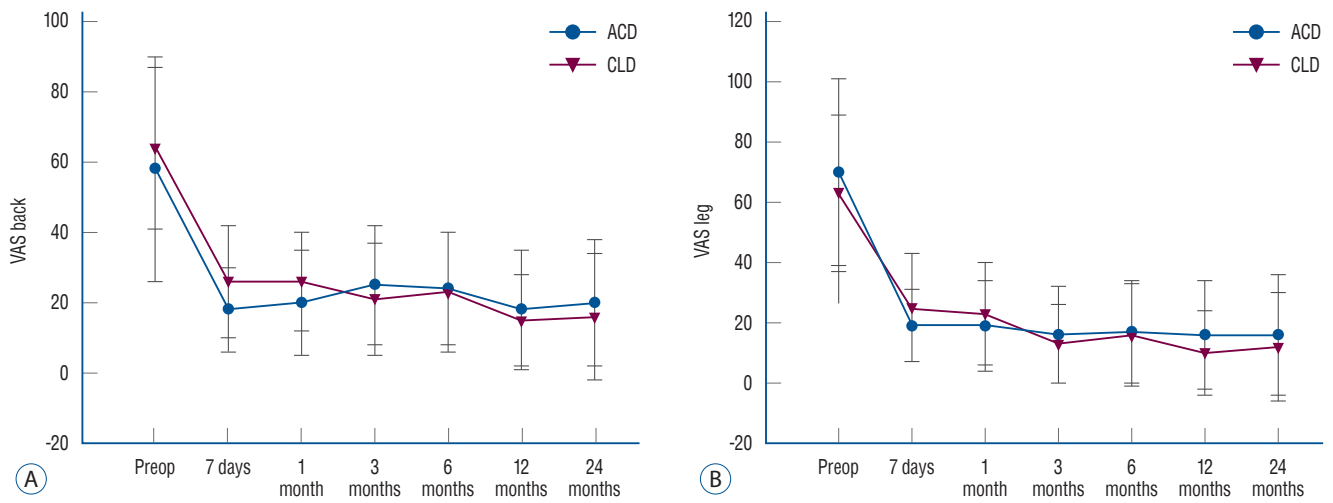 100
80
60
40
20
0
-20
VAS back
ACD
CLD
Preop
7 days
1
month
3
months
6
months
12
months
24
months
A
120
100
80
60
40
20
0
-20
VAS leg
ACD
CLD
Preop
7 days
1
month
3
months
6
months
12
months
24
months
B